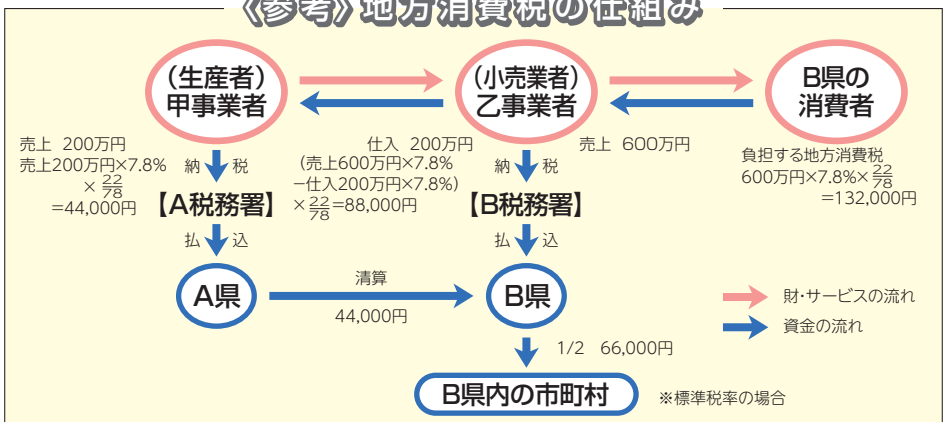 《参考》地方消費税の仕組み
(生産者)
甲事業者
(小売業者)
乙事業者
B県の
消費者
売上 200万円
売上200万円×7.8%
×22/78
=44,000円
納 税
仕入 200万円
(売上600万円×7.8%
−仕入200万円×7.8%)
×22/78=88,000円
納 税
売上 600万円
負担する地方消費税
600万円×7.8%×22/78
=132,000円
【A税務署】
【B税務署】
払 込
払 込
A県
清算
44,000円
B県
財・サービスの流れ
資金の流れ
1/2 66,000円
B県内の市町村
※標準税率の場合